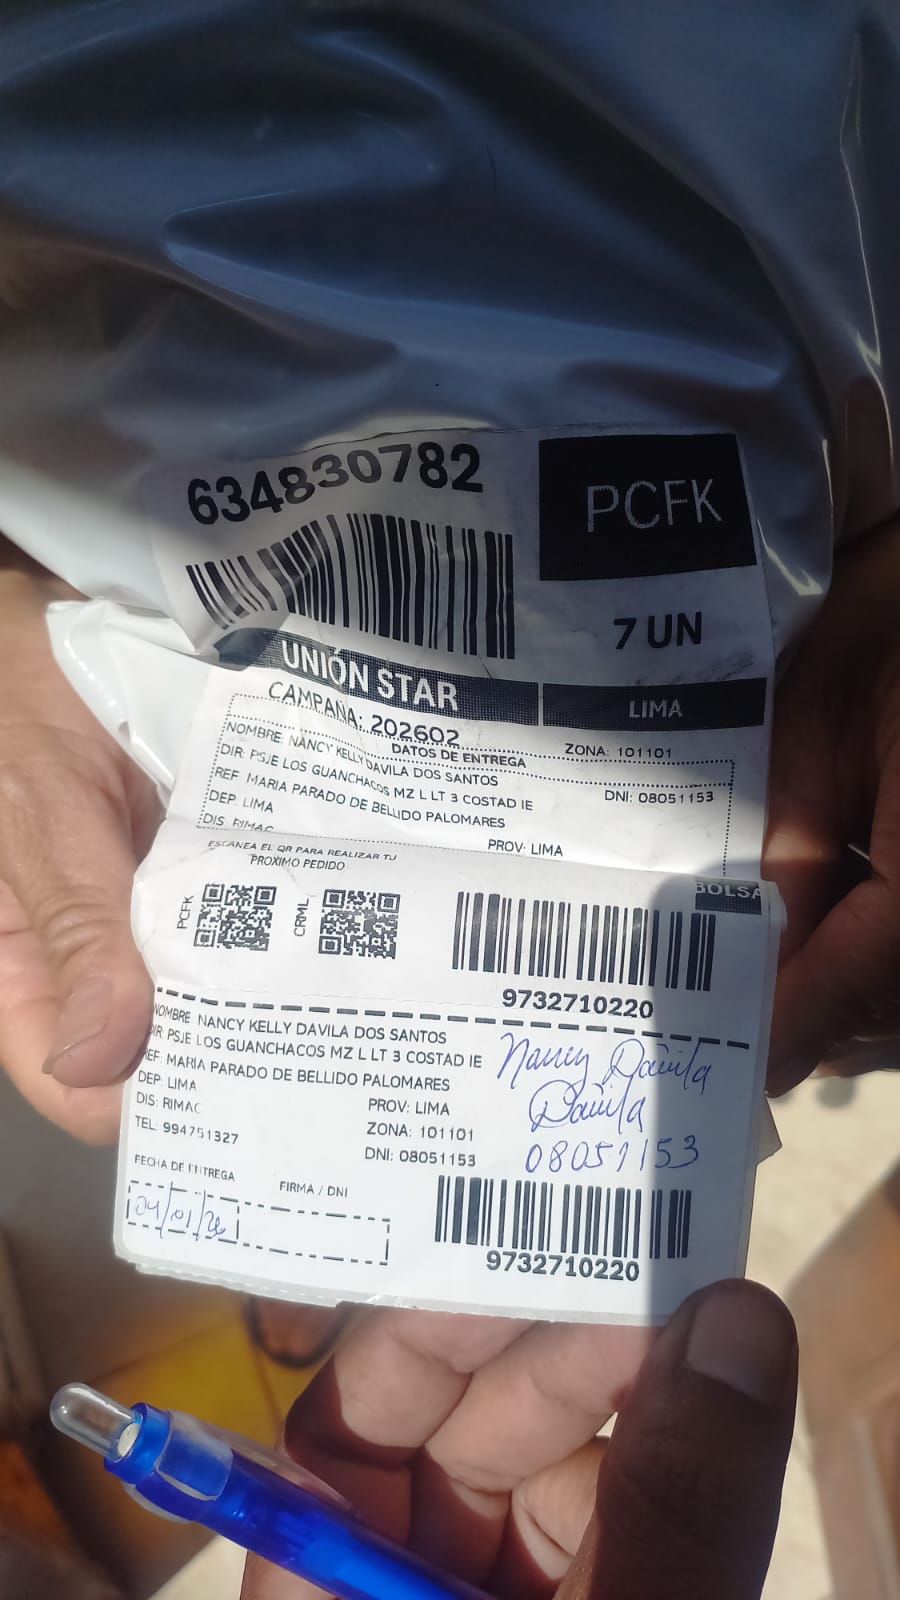 634830782
PCFK
7 UN
UNIÓN STAR
LIMA
CAMPAÑA: 202602
ZONA: 101101
DATOS DE ENTREGA
NOMBRE: NANCY KELLY DAVILA DOS SANTOS
DNI: 08051153
DIR: PSJE LOS GUANCHACOS MZ L LT 3 COSTAD IE
REF: MARIA PARADO DE BELLIDO PALOMARES
DEP: LIMA
PROV: LIMA
DIS: RIMAC
ESCANEA EL QR PARA REALIZAR TU
PROXIMO PEDIDO
BOLSA
PCFK
CRML
9732710220
NOMBRE: NANCY KELLY DAVILA DOS SANTOS
DIR: PSJE LOS GUANCHACOS MZ L LT 3 COSTAD IE
REF: MARIA PARADO DE BELLIDO PALOMARES
DEP: LIMA
PROV: LIMA
DIS: RIMAC
ZONA: 101101
TEL: 994751327
DNI: 08051153
Nancy Dávila
Dávila
08051153
FECHA DE ENTREGA
FIRMA / DNI
04/01/26
9732710220